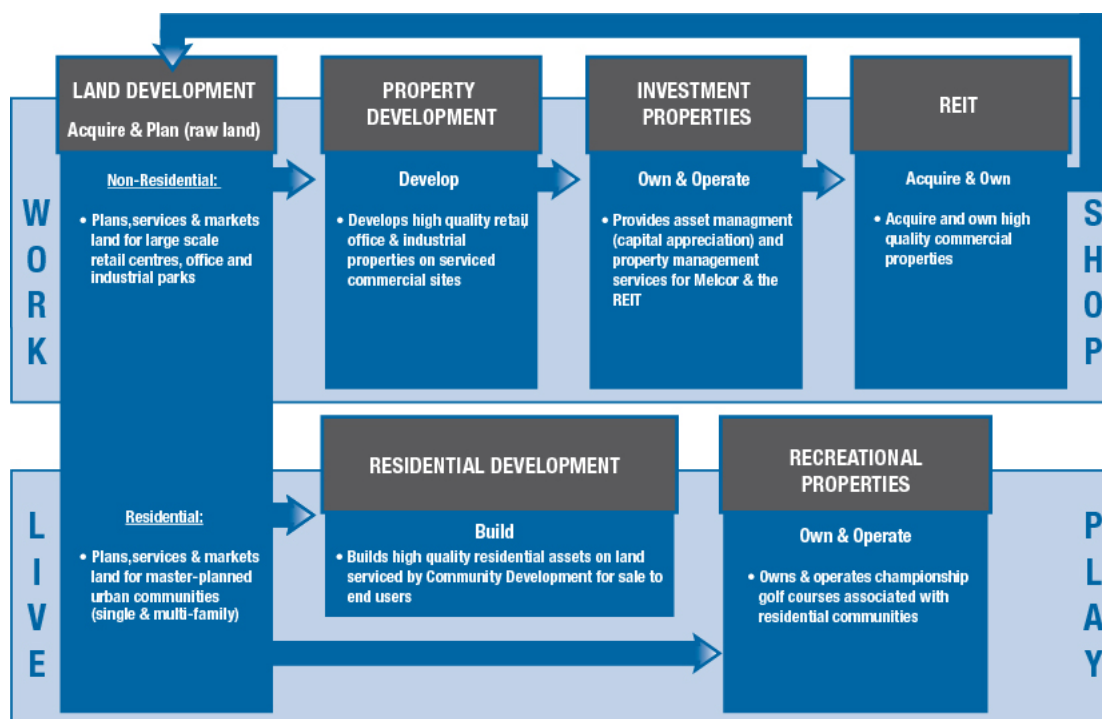 LAND DEVELOPMENT
Acquire & Plan (raw land)
Non-Residential:
• Plans,services & markets
land for large scale
retail centres, office and
industrial parks
PROPERTY
DEVELOPMENT
Develop
• Develops high quality retail,
office & industrial
properties on serviced
commercial sites
INVESTMENT
PROPERTIES
Own & Operate
• Provides asset managment
(capital appreciation) and
property management
services for Melcor & the
REIT
REIT
Acquire & Own
• Acquire and own high
quality commercial
properties
WORK
SHOP
Residential:
• Plans,services & markets
land for master-planned
urban communities
(single & multi-family)
RESIDENTIAL DEVELOPMENT
Build
• Builds high quality residential assets on land
serviced by Community Development for sale to
end users
RECREATIONAL
PROPERTIES
Own & Operate
• Owns & operates championship
golf courses associated with
residential communities
LIVE
PLAY